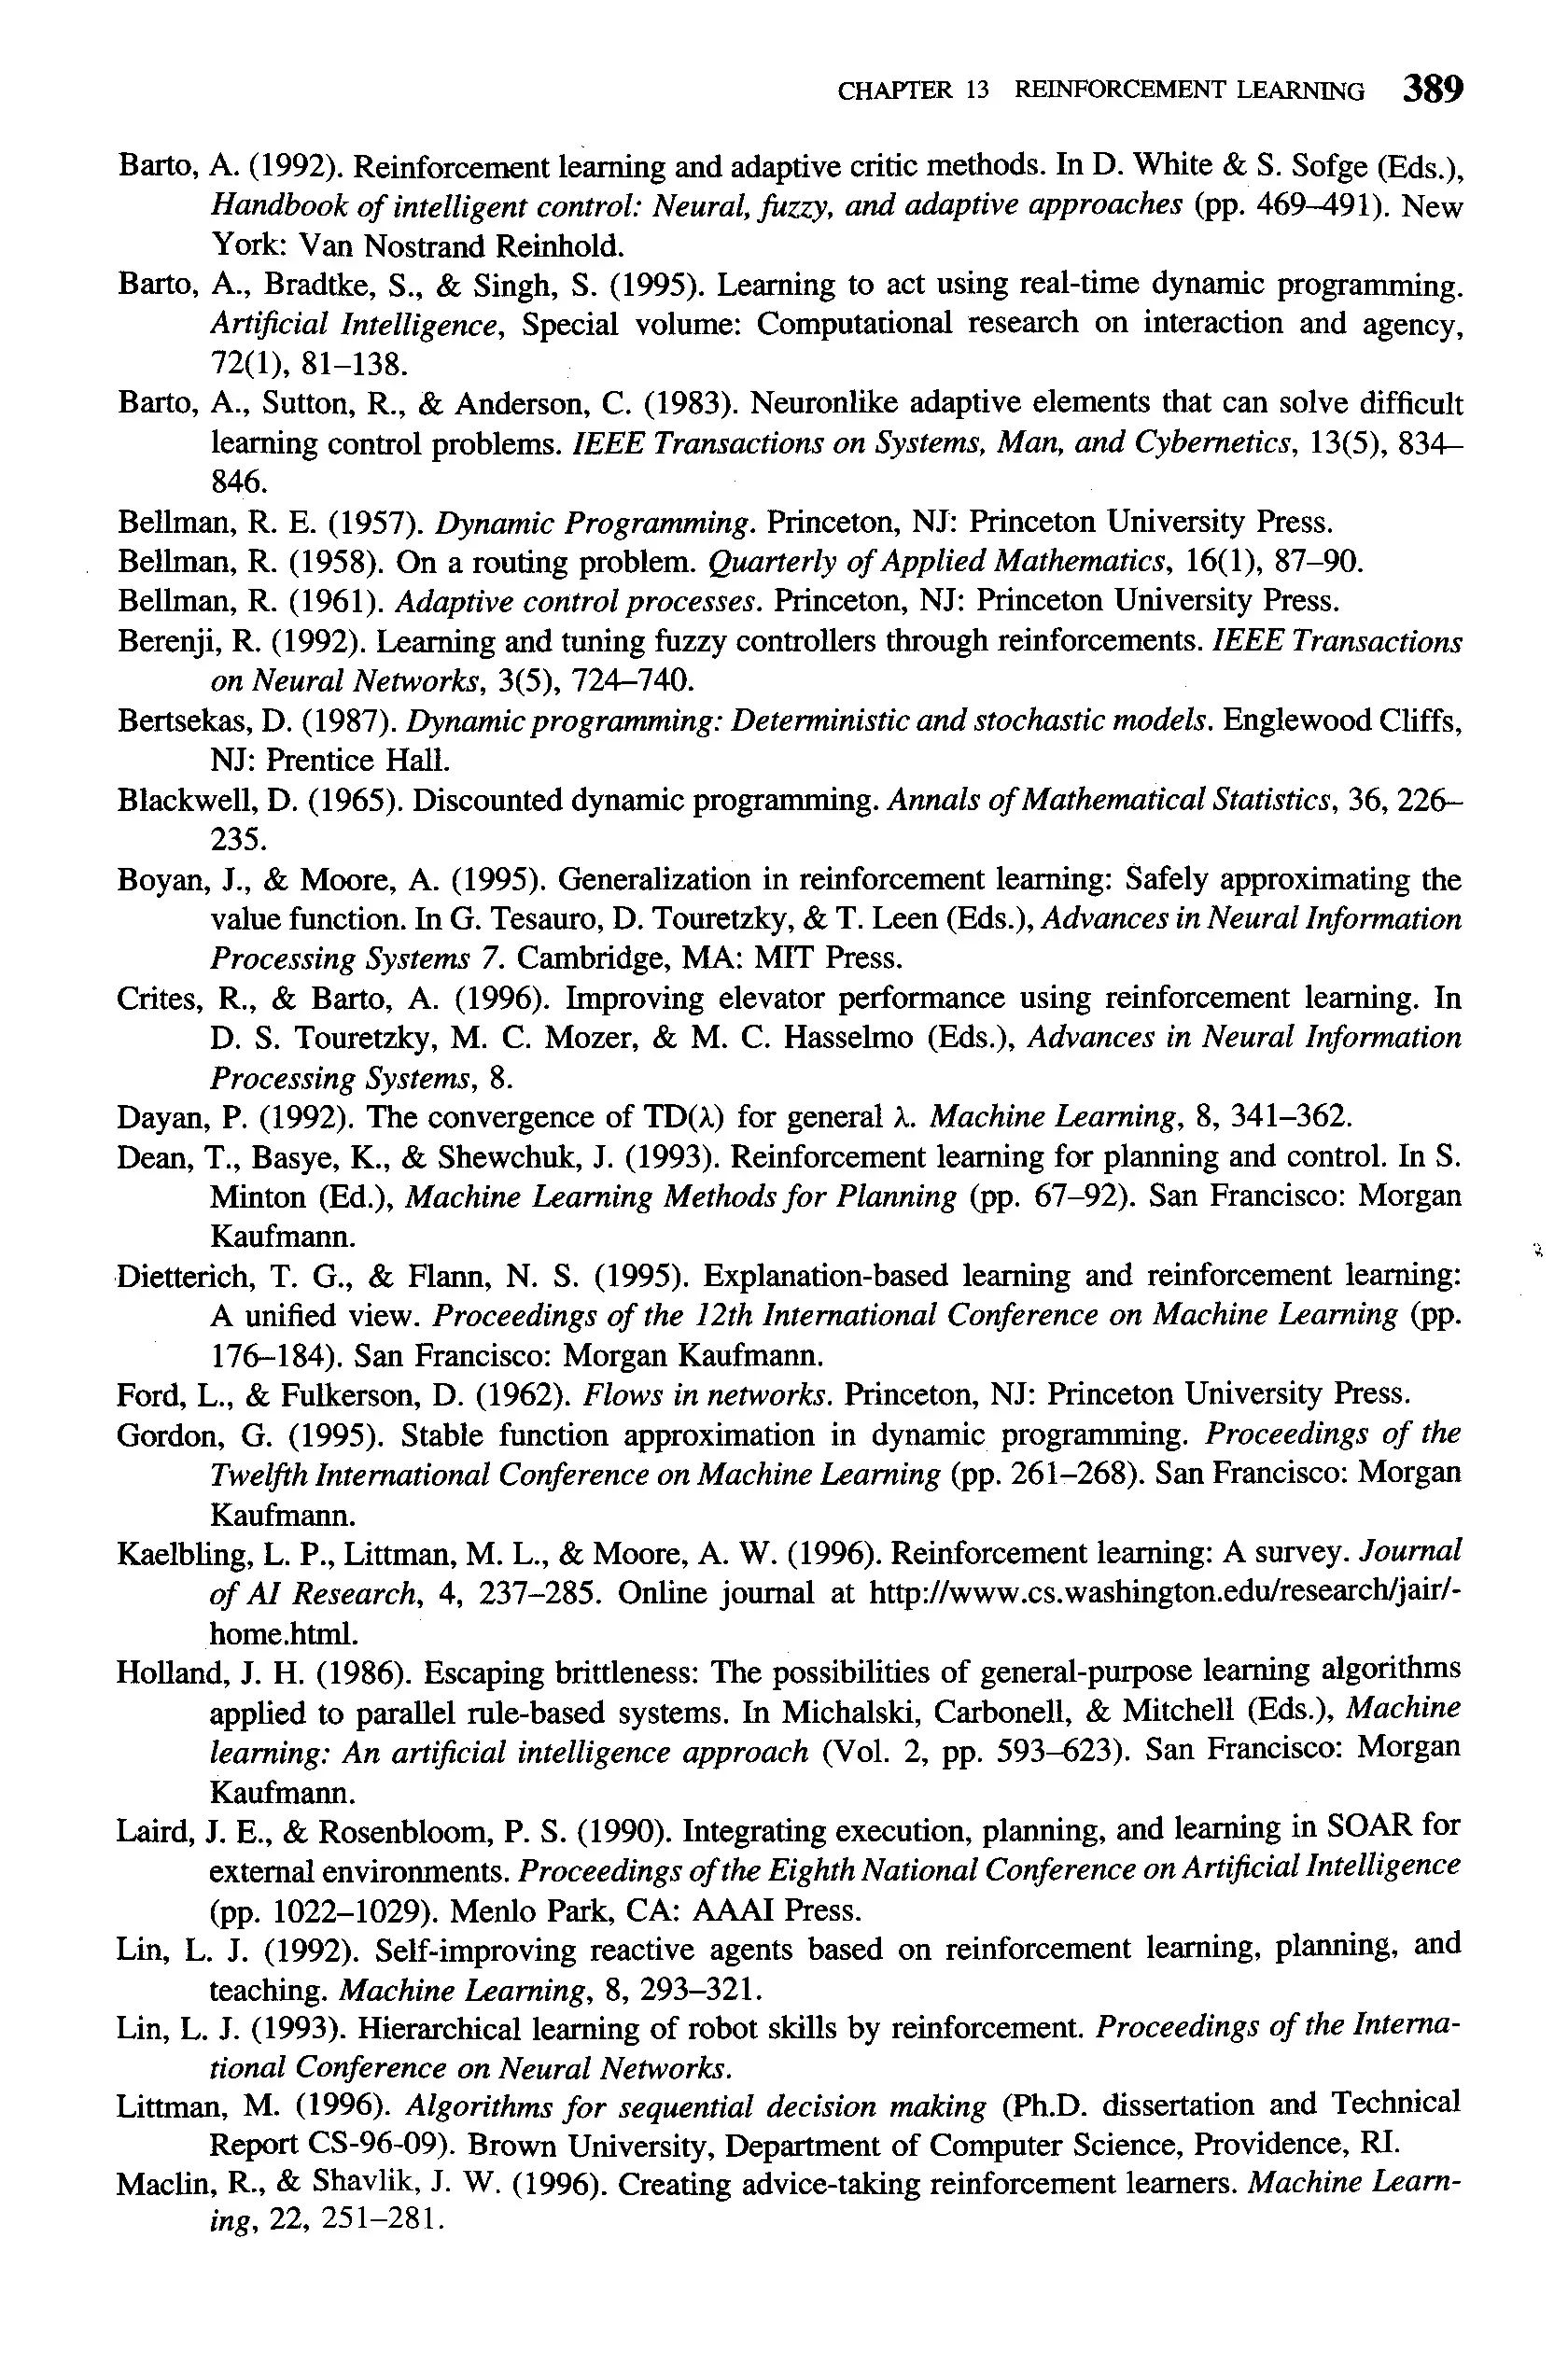 CHAPTER 13 REINFORCEMENT LEARNING 389
Barto, A. (1992). Reinforcement learning and adaptive critic methods. In D. White & S. Sofge (Eds.),
Handbook of intelligent control: Neural, fuzzy, and adaptive approaches (pp. 469–491). New
York: Van Nostrand Reinhold.
Barto, A., Bradtke, S., & Singh, S. (1995). Learning to act using real-time dynamic programming.
Artificial Intelligence, Special volume: Computational research on interaction and agency,
72(1), 81–138.
Barto, A., Sutton, R., & Anderson, C. (1983). Neuronlike adaptive elements that can solve difficult
learning control problems. IEEE Transactions on Systems, Man, and Cybernetics, 13(5), 834–
846.
Bellman, R. E. (1957). Dynamic Programming. Princeton, NJ: Princeton University Press.
Bellman, R. (1958). On a routing problem. Quarterly of Applied Mathematics, 16(1), 87–90.
Bellman, R. (1961). Adaptive control processes. Princeton, NJ: Princeton University Press.
Berenji, R. (1992). Learning and tuning fuzzy controllers through reinforcements. IEEE Transactions
on Neural Networks, 3(5), 724–740.
Bertsekas, D. (1987). Dynamic programming: Deterministic and stochastic models. Englewood Cliffs,
NJ: Prentice Hall.
Blackwell, D. (1965). Discounted dynamic programming. Annals of Mathematical Statistics, 36, 226–
235.
Boyan, J., & Moore, A. (1995). Generalization in reinforcement learning: Safely approximating the
value function. In G. Tesauro, D. Touretzky, & T. Leen (Eds.), Advances in Neural Information
Processing Systems 7. Cambridge, MA: MIT Press.
Crites, R., & Barto, A. (1996). Improving elevator performance using reinforcement learning. In
D. S. Touretzky, M. C. Mozer, & M. C. Hasselmo (Eds.), Advances in Neural Information
Processing Systems, 8.
Dayan, P. (1992). The convergence of TD(λ) for general λ. Machine Learning, 8, 341–362.
Dean, T., Basye, K., & Shewchuk, J. (1993). Reinforcement learning for planning and control. In S.
Minton (Ed.), Machine Learning Methods for Planning (pp. 67–92). San Francisco: Morgan
Kaufmann.
Dietterich, T. G., & Flann, N. S. (1995). Explanation-based learning and reinforcement learning:
A unified view. Proceedings of the 12th International Conference on Machine Learning (pp.
176–184). San Francisco: Morgan Kaufmann.
Ford, L., & Fulkerson, D. (1962). Flows in networks. Princeton, NJ: Princeton University Press.
Gordon, G. (1995). Stable function approximation in dynamic programming. Proceedings of the
Twelfth International Conference on Machine Learning (pp. 261–268). San Francisco: Morgan
Kaufmann.
Kaelbling, L. P., Littman, M. L., & Moore, A. W. (1996). Reinforcement learning: A survey. Journal
of AI Research, 4, 237–285. Online journal at http://www.cs.washington.edu/research/jair/-
home.html.
Holland, J. H. (1986). Escaping brittleness: The possibilities of general-purpose learning algorithms
applied to parallel rule-based systems. In Michalski, Carbonell, & Mitchell (Eds.), Machine
learning: An artificial intelligence approach (Vol. 2, pp. 593–623). San Francisco: Morgan
Kaufmann.
Laird, J. E., & Rosenbloom, P. S. (1990). Integrating execution, planning, and learning in SOAR for
external environments. Proceedings of the Eighth National Conference on Artificial Intelligence
(pp. 1022–1029). Menlo Park, CA: AAAI Press.
Lin, L. J. (1992). Self-improving reactive agents based on reinforcement learning, planning, and
teaching. Machine Learning, 8, 293–321.
Lin, L. J. (1993). Hierarchical learning of robot skills by reinforcement. Proceedings of the Interna-
tional Conference on Neural Networks.
Littman, M. (1996). Algorithms for sequential decision making (Ph.D. dissertation and Technical
Report CS-96-09). Brown University, Department of Computer Science, Providence, RI.
Maclin, R., & Shavlik, J. W. (1996). Creating advice-taking reinforcement learners. Machine Learn-
ing, 22, 251–281.